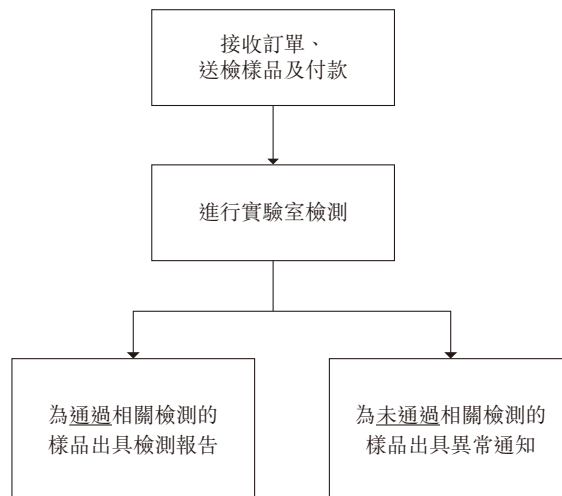 接收訂單、
送檢樣品及付款
進行實驗室檢測
為通過相關檢測的
樣品出具檢測報告
為未通過相關檢測的
樣品出具異常通知